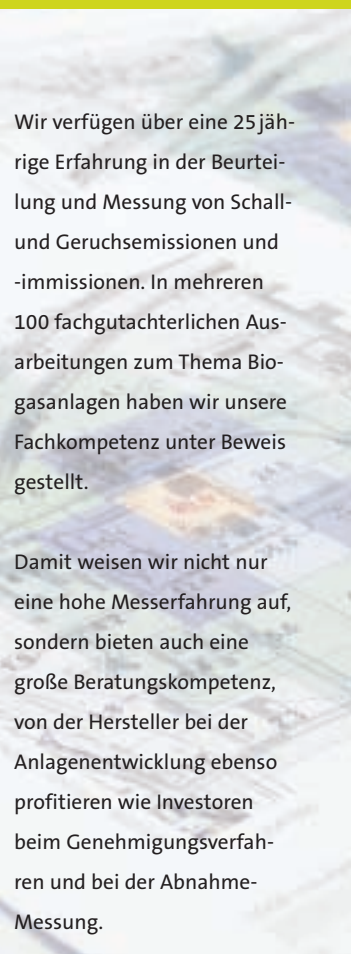 Wir verfügen über eine 25 jäh-
rige Erfahrung in der Beurtei-
lung und Messung von Schall-
und Geruchsemissionen und
-immissionen. In mehreren
100 fachgutachterlichen Aus-
arbeitungen zum Thema Bio-
gasanlagen haben wir unsere
Fachkompetenz unter Beweis
gestellt.
Damit weisen wir nicht nur
eine hohe Messerfahrung auf,
sondern bieten auch eine
große Beratungskompetenz,
von der Hersteller bei der
Anlagenentwicklung ebenso
profitieren wie Investoren
beim Genehmigungsverfah-
ren und bei der Abnahme-
Messung.